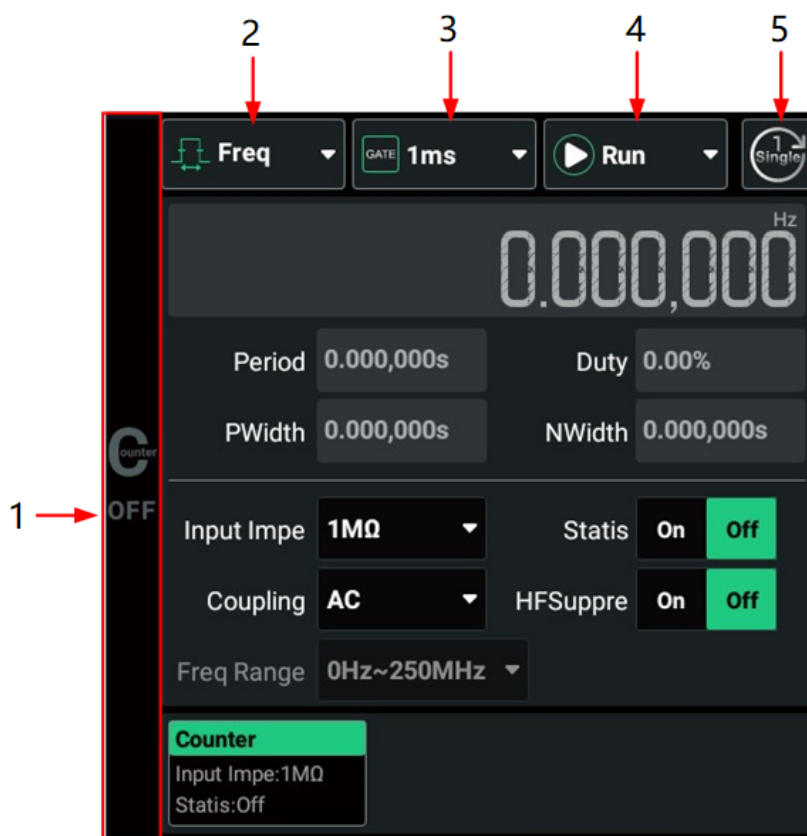 2 3 4 5
Freq GATE 1ms Run 1 Single
Hz
0.000,000
Period 0.000,000s Duty 0.00%
PWidth 0.000,000s NWidth 0.000,000s
Counter
1 OFF
Input Impe 1MΩ Statis On Off
Coupling AC HFSuppre On Off
Freq Range 0Hz~250MHz
Counter
Input Impe:1MΩ
Statis:Off